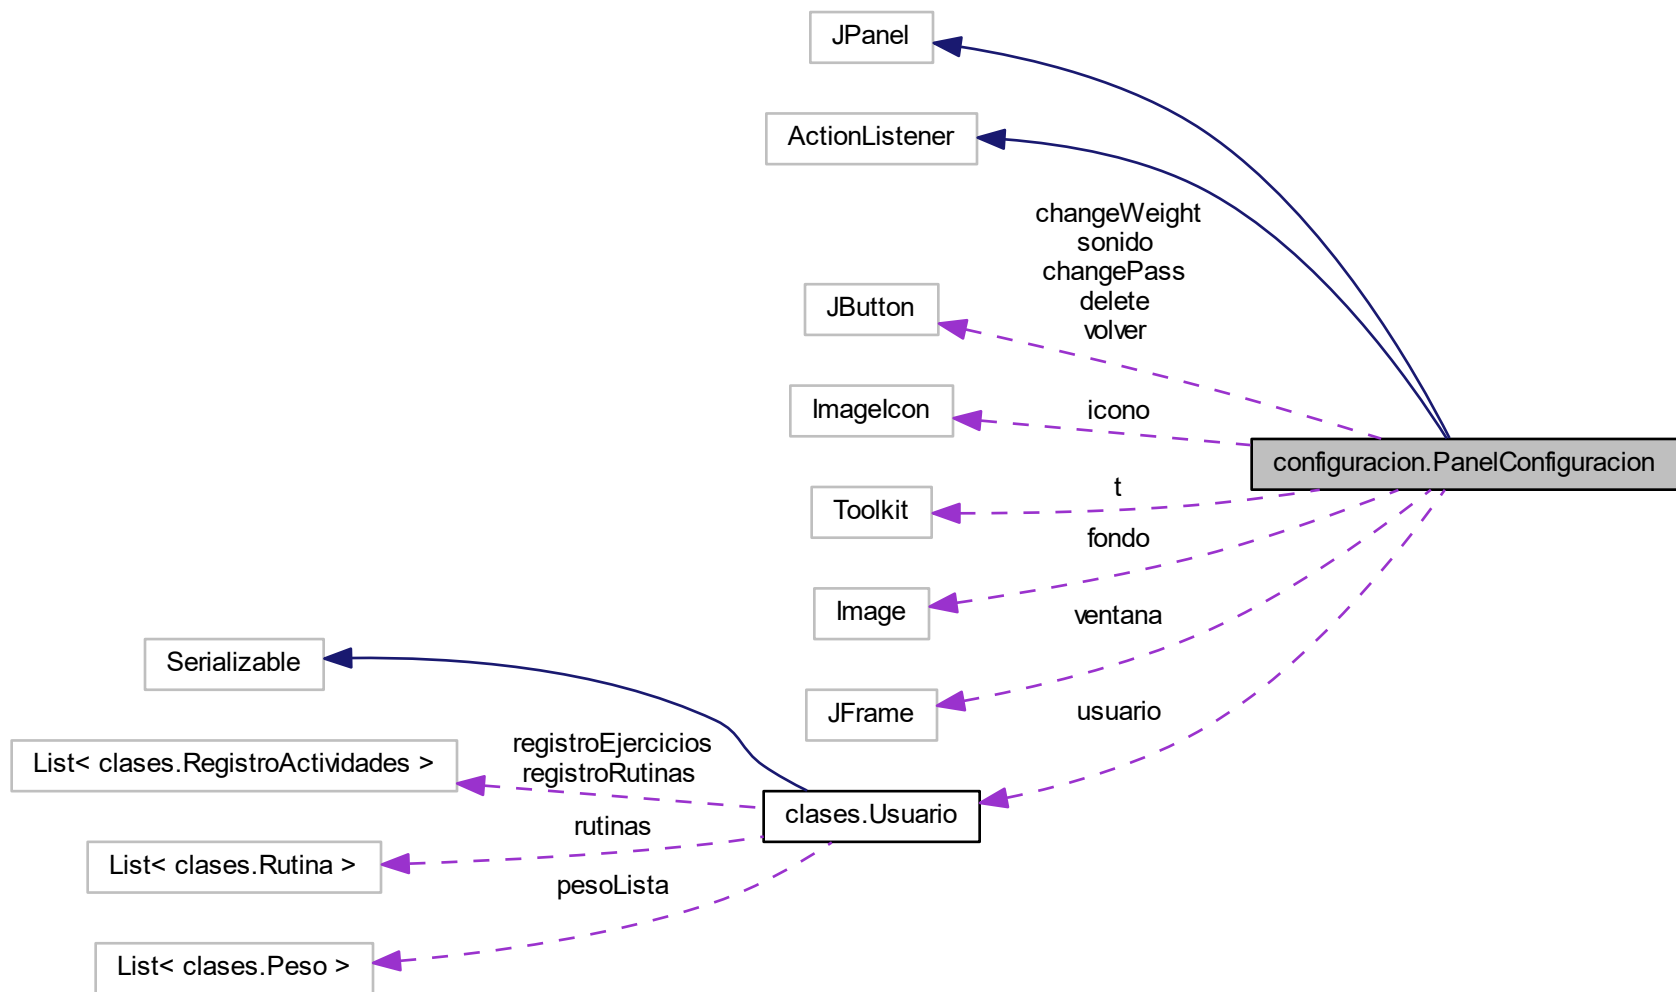 JPanel
ActionListener
changeWeight
sonido
changePass
delete
volver
JButton
ImageIcon
icono
configuracion.PanelConfiguracion
Toolkit
t
fondo
Image
ventana
Serializable
JFrame
usuario
List< clases.RegistroActividades >
registroEjercicios
registroRutinas
clases.Usuario
rutinas
List< clases.Rutina >
pesoLista
List< clases.Peso >